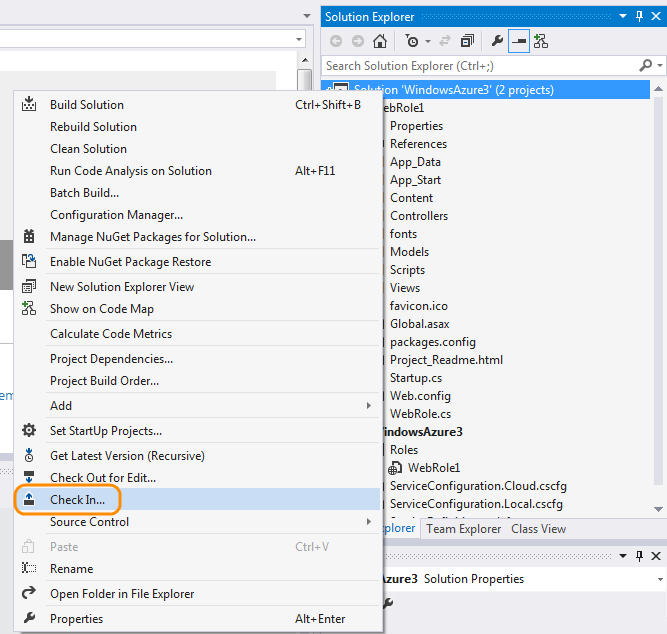 Solution Explorer
Search Solution Explorer (Ctrl+;)
Solution 'WindowsAzure3' (2 projects)
ebRole1
Properties
References
App_Data
App_Start
Content
Controllers
fonts
Models
Scripts
Views
favicon.ico
Global.asax
packages.config
Project_Readme.html
Startup.cs
Web.config
WebRole.cs
indowsAzure3
Roles
WebRole1
ServiceConfiguration.Cloud.cscfg
ServiceConfiguration.Local.cscfg
plorer Team Explorer Class View
Azure3 Solution Properties
Build Solution Ctrl+Shift+B
Rebuild Solution
Clean Solution
Run Code Analysis on Solution Alt+F11
Batch Build...
Configuration Manager...
Manage NuGet Packages for Solution...
Enable NuGet Package Restore
New Solution Explorer View
Show on Code Map
Calculate Code Metrics
Project Dependencies...
Project Build Order...
Add
Set StartUp Projects...
Get Latest Version (Recursive)
Check Out for Edit...
Check In...
Source Control
Paste Ctrl+V
Rename
Open Folder in File Explorer
Properties Alt+Enter
em